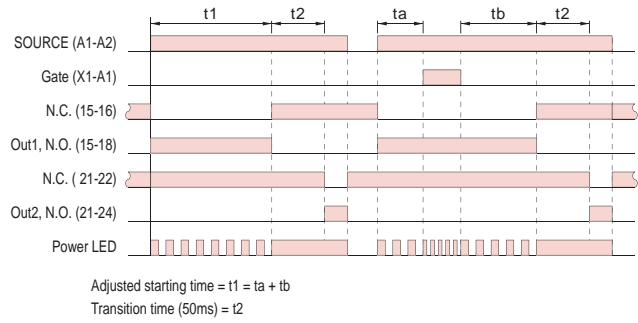 t1 t2 ta tb t2
SOURCE (A1-A2)
Gate (X1-A1)
N.C. (15-16)
Out1, N.O. (15-18)
N.C. ( 21-22)
Out2, N.O. (21-24)
Power LED
Adjusted starting time = t1 = ta + tb
Transition time (50ms) = t2